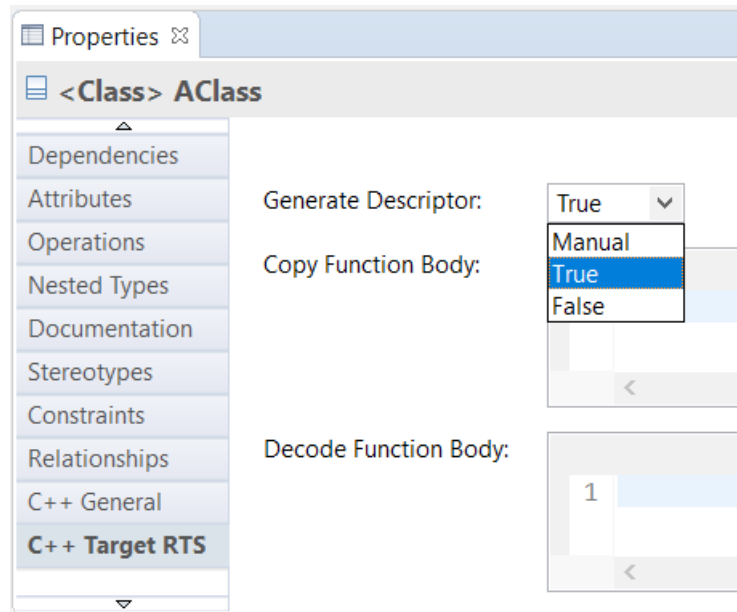 Properties
<Class> AClass
Dependencies
Attributes
Operations
Nested Types
Documentation
Stereotypes
Constraints
Relationships
C++ General
C++ Target RTS
Generate Descriptor:
True
Manual
True
False
Copy Function Body:
Decode Function Body:
1